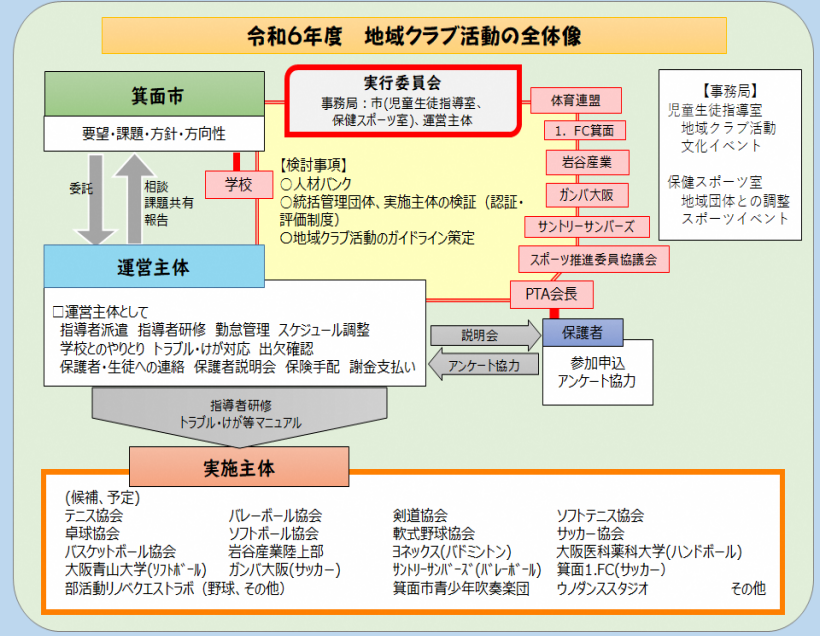 令和6年度　地域クラブ活動の全体像
箕面市
要望・課題・方針・方向性
実行委員会
事務局：市(児童生徒指導室、
保健スポーツ室)、運営主体
体育連盟
1．FC箕面
岩谷産業
ガンバ大阪
サントリーサンバーズ
スポーツ推進委員協議会
PTA会長
【事務局】
児童生徒指導室
地域クラブ活動
文化イベント
保健スポーツ室
地域団体との調整
スポーツイベント
委託
相談
課題共有
報告
学校
【検討事項】
○人材バンク
○統括管理団体、実施主体の検証（認証・
評価制度）
○地域クラブ活動のガイドライン策定
運営主体
□運営主体として
指導者派遣 指導者研修 勤怠管理 スケジュール調整
学校とのやりとり トラブル・けが対応 出欠確認
保護者・生徒への連絡 保護者説明会 保険手配 謝金支払い
説明会
アンケート協力
保護者
参加申込
アンケート協力
指導者研修
トラブル・けが等マニュアル
実施主体
(候補、予定)
テニス協会 バレーボール協会 剣道協会 ソフトテニス協会
卓球協会 ソフトボール協会 軟式野球協会 サッカー協会
バスケットボール協会 岩谷産業陸上部 ヨネックス(バドミントン) 大阪医科薬科大学(ハンドボール)
大阪青山大学(ｿﾌﾄﾎﾞｰﾙ) ガンバ大阪(サッカー) ｻﾝﾄﾘｰｻﾝﾊﾞｰｽﾞ(ﾊﾞﾚｰﾎﾞｰﾙ) 箕面1.FC(サッカー)
部活動リノベクエストラボ（野球、その他） 箕面市青少年吹奏楽団 ウノダンススタジオ その他